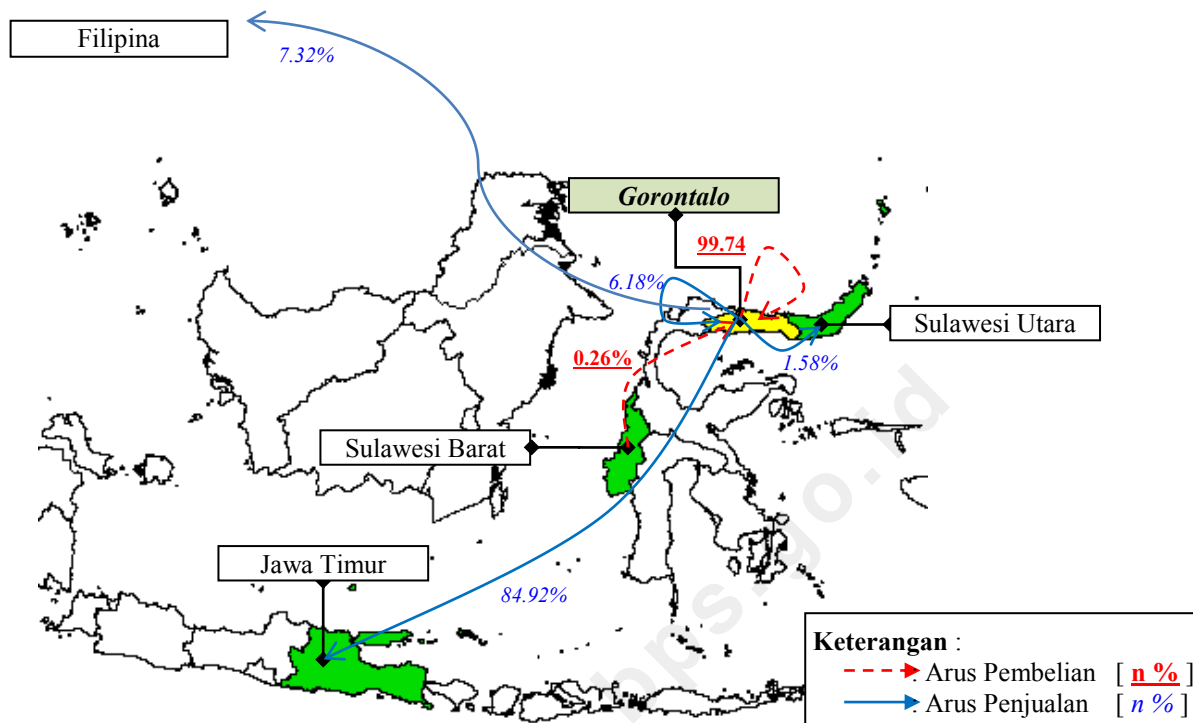 Filipina
7.32%
Gorontalo
99.74
6.18%
Sulawesi Utara
1.58%
0.26%
Sulawesi Barat
Jawa Timur
84.92%
bps.go.id
Keterangan :
: Arus Pembelian [ n % ]
: Arus Penjualan [ n % ]